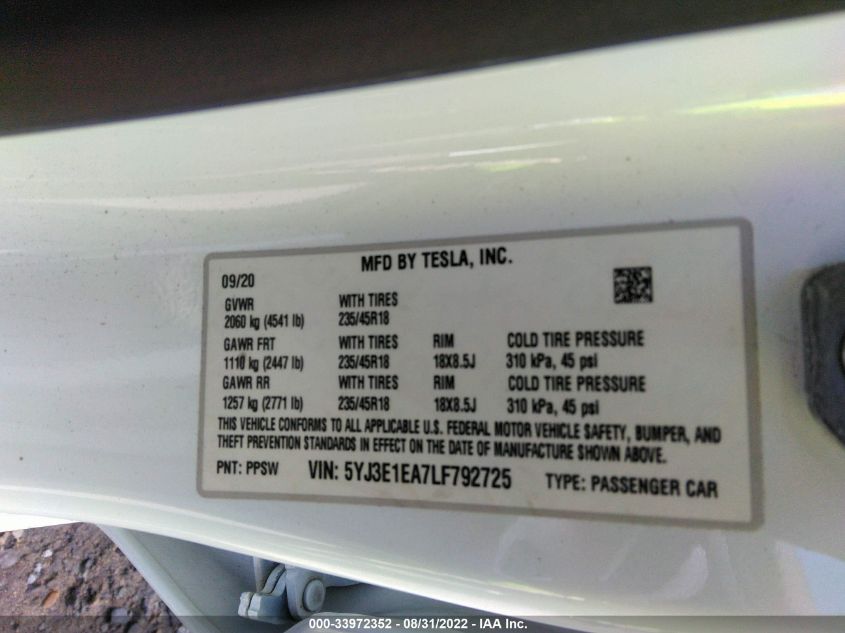 MFD BY TESLA, INC.
09/20
GVWR WITH TIRES
2060 kg (4541 lb) 235/45R18
GAWR FRT WITH TIRES RIM COLD TIRE PRESSURE
1110 kg (2447 lb) 235/45R18 18X8.5J 310 kPa, 45 psi
GAWR RR WITH TIRES RIM COLD TIRE PRESSURE
1257 kg (2771 lb) 235/45R18 18X8.5J 310 kPa, 45 psi
THIS VEHICLE CONFORMS TO ALL APPLICABLE U.S. FEDERAL MOTOR VEHICLE SAFETY, BUMPER, AND
THEFT PREVENTION STANDARDS IN EFFECT ON THE DATE OF MANUFACTURE SHOWN ABOVE.
PNT: PPSW VIN: 5YJ3E1EA7LF792725 TYPE: PASSENGER CAR
000-33972352 - 08/31/2022 - IAA Inc.